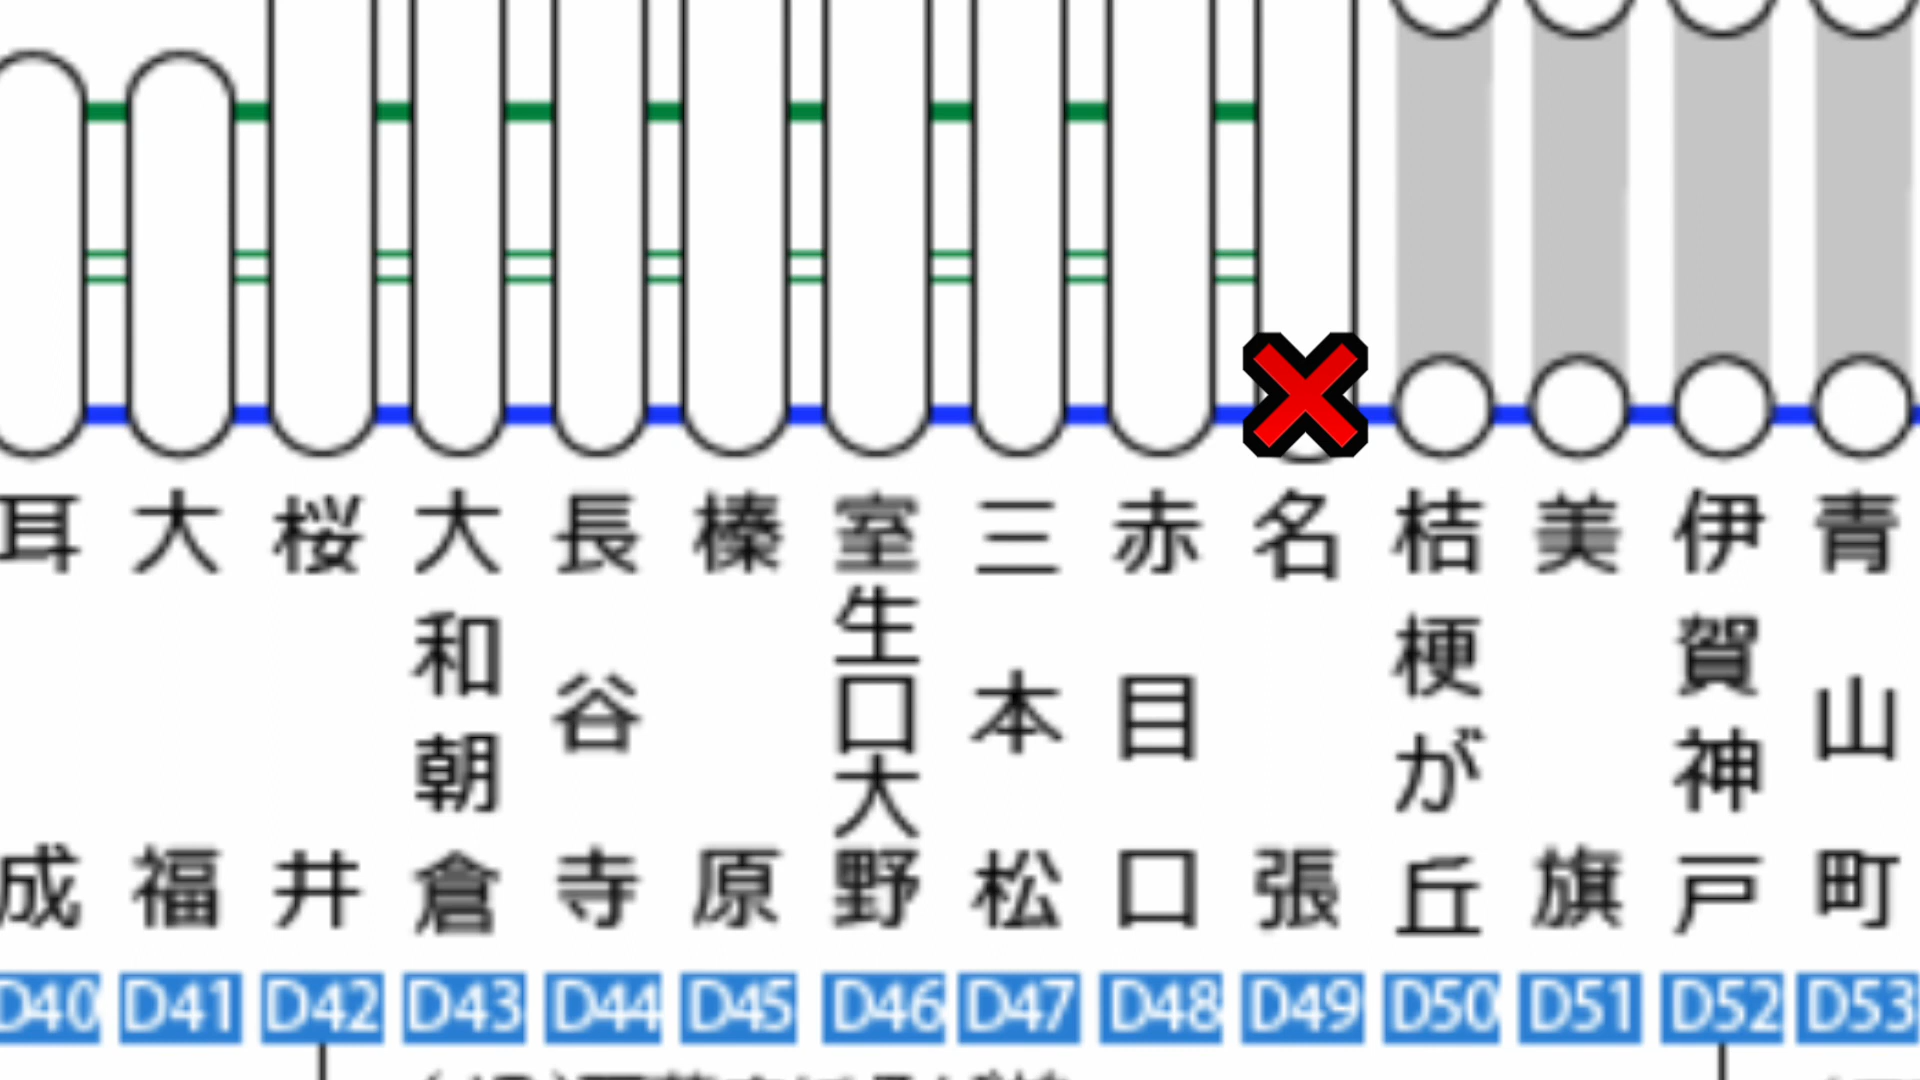 耳成
大福
桜井
大和朝倉
長谷寺
榛原
室生口大野
三本松
赤目口
名張
桔梗が丘
美旗
伊賀神戸
青山町
D40 D41 D42 D43 D44 D45 D46 D47 D48 D49 D50 D51 D52 D53